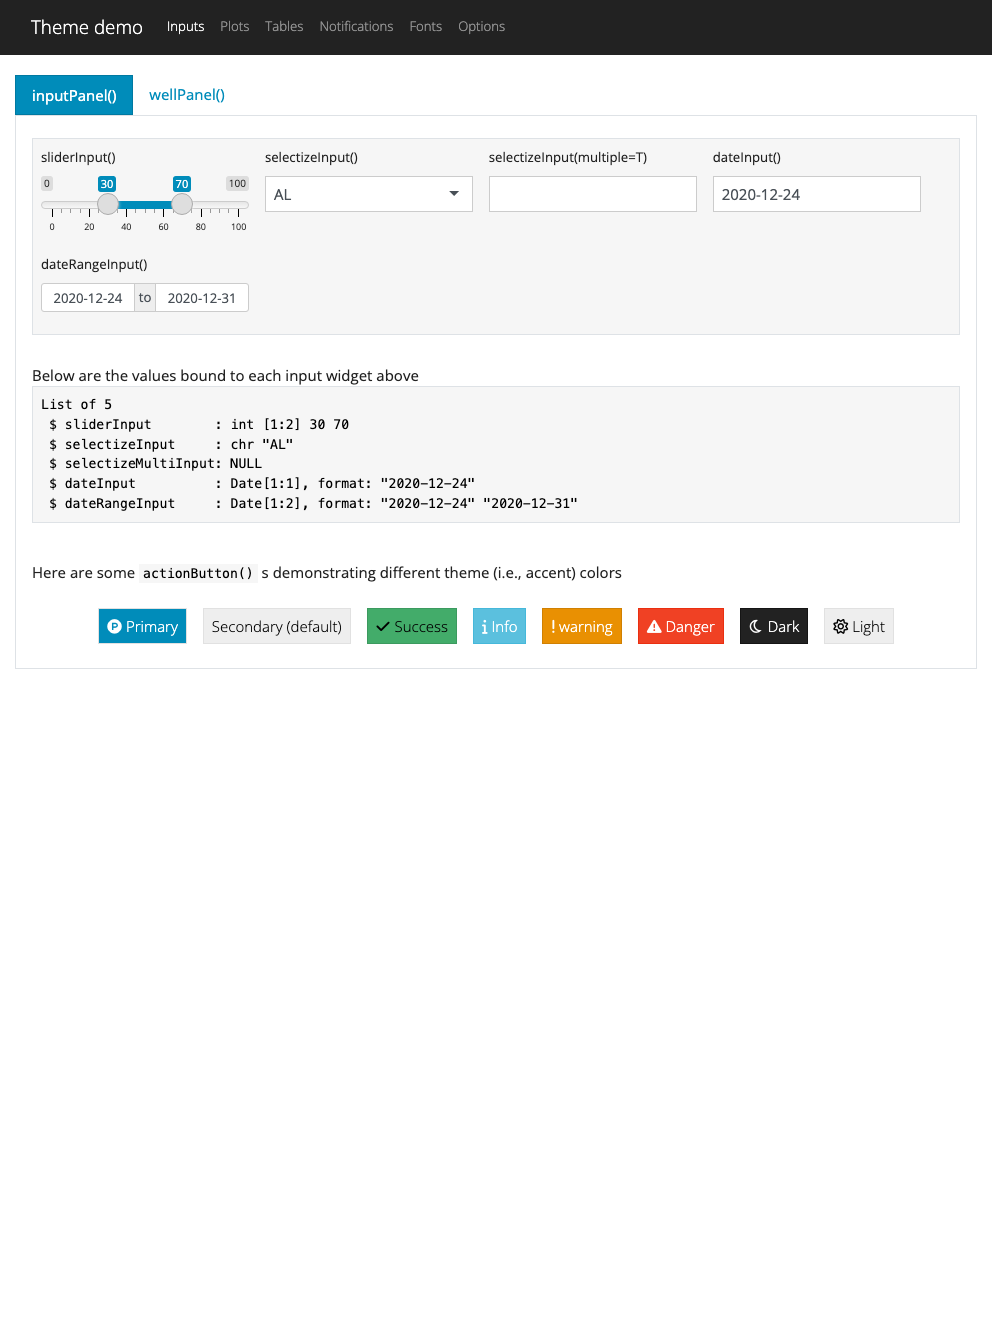 Theme demo Inputs Plots Tables Notifications Fonts Options
inputPanel() wellPanel()
sliderInput() selectizeInput() selectizeInput(multiple=T) dateInput()
0 30 70 100
AL 2020-12-24
0 20 40 60 80 100
dateRangeInput()
2020-12-24 to 2020-12-31
Below are the values bound to each input widget above
List of 5
$ sliderInput : int [1:2] 30 70
$ selectizeInput : chr "AL"
$ selectizeMultiInput: NULL
$ dateInput : Date[1:1], format: "2020-12-24"
$ dateRangeInput : Date[1:2], format: "2020-12-24" "2020-12-31"
Here are some actionButton() s demonstrating different theme (i.e., accent) colors
Primary Secondary (default) Success Info warning Danger Dark Light